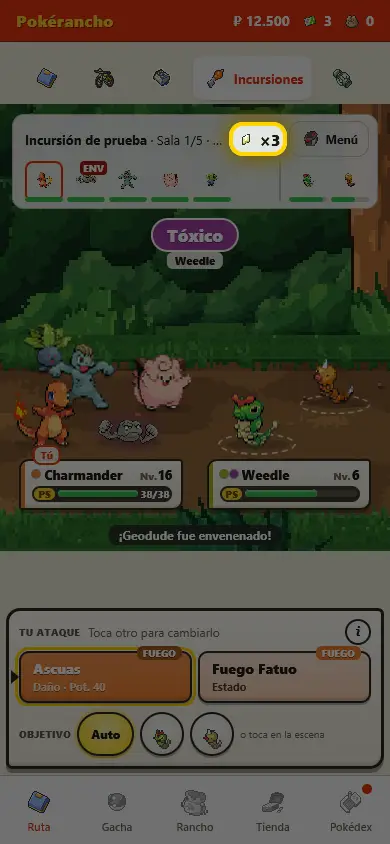 Pokérancho ₽ 12.500 3 0
Incursiones
Incursión de prueba · Sala 1/5 · ... ×3 Menú
ENV
Tóxico
Weedle
Tú
Charmander Nv.16
PS 38/38
Weedle Nv.6
PS
¡Geodude fue envenenado!
TU ATAQUE Toca otro para cambiarlo i
FUEGO
Ascuas
Daño · Pot. 40
FUEGO
Fuego Fatuo
Estado
OBJETIVO Auto o toca en la escena
Ruta Gacha Rancho Tienda Pokédex